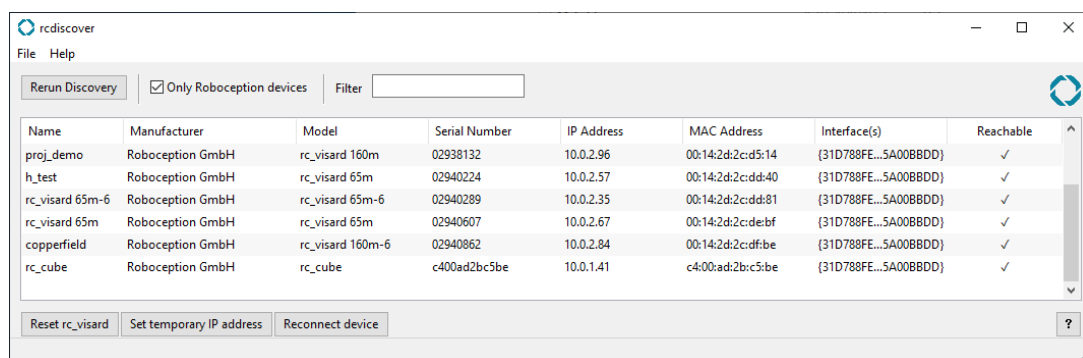 rcdiscover
File Help
Rerun Discovery Only Roboception devices Filter
Name Manufacturer Model Serial Number IP Address MAC Address Interface(s) Reachable
proj_demo Roboception GmbH rc_visard 160m 02938132 10.0.2.96 00:14:2d:2c:d5:14 {31D788FE...5A00BBDD} ✓
h_test Roboception GmbH rc_visard 65m 02940224 10.0.2.57 00:14:2d:2c:dd:40 {31D788FE...5A00BBDD} ✓
rc_visard 65m-6 Roboception GmbH rc_visard 65m-6 02940289 10.0.2.35 00:14:2d:2c:dd:81 {31D788FE...5A00BBDD} ✓
rc_visard 65m Roboception GmbH rc_visard 65m 02940607 10.0.2.67 00:14:2d:2c:de:bf {31D788FE...5A00BBDD} ✓
copperfield Roboception GmbH rc_visard 160m-6 02940862 10.0.2.84 00:14:2d:2c:df:be {31D788FE...5A00BBDD} ✓
rc_cube Roboception GmbH rc_cube c400ad2bc5be 10.0.1.41 c4:00:ad:2b:c5:be {31D788FE...5A00BBDD} ✓
Reset rc_visard Set temporary IP address Reconnect device ?